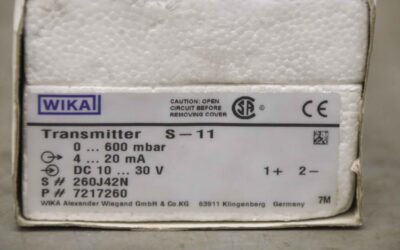 WIKA
CAUTION: OPEN
CIRCUIT BEFORE
REMOVING COVER
SA
CE
Transmitter S-11
0 ... 600 mbar
4 ... 20 mA
DC 10 ... 30 V 1+ 2-
S # 260J42N
P # 7217260
WIKA Alexander Wiegand GmbH & Co.KG 63911 Klingenberg Germany 7M